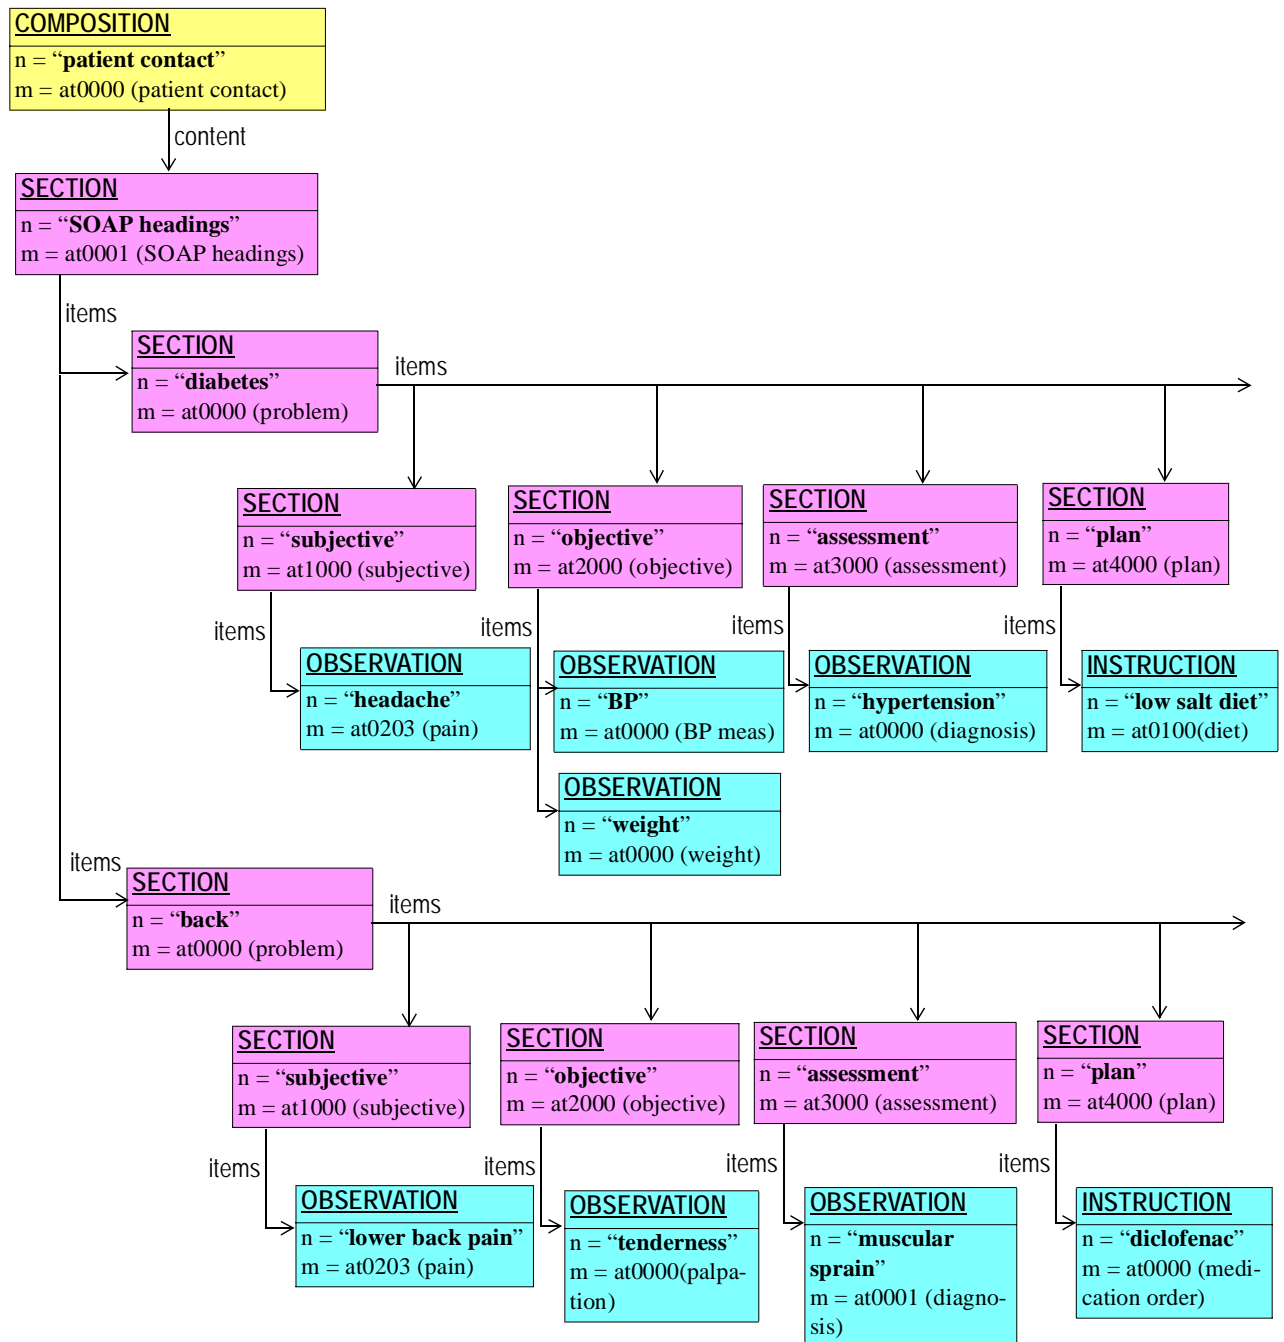 COMPOSITION
n = “patient contact”
m = at0000 (patient contact)
content
SECTION
n = “SOAP headings”
m = at0001 (SOAP headings)
items
SECTION
n = “diabetes”
m = at0000 (problem)
items
SECTION
n = “subjective”
m = at1000 (subjective)
SECTION
n = “objective”
m = at2000 (objective)
SECTION
n = “assessment”
m = at3000 (assessment)
SECTION
n = “plan”
m = at4000 (plan)
items
OBSERVATION
n = “headache”
m = at0203 (pain)
items
OBSERVATION
n = “BP”
m = at0000 (BP meas)
OBSERVATION
n = “weight”
m = at0000 (weight)
items
OBSERVATION
n = “hypertension”
m = at0000 (diagnosis)
items
INSTRUCTION
n = “low salt diet”
m = at0100(diet)
items
SECTION
n = “back”
m = at0000 (problem)
items
SECTION
n = “subjective”
m = at1000 (subjective)
SECTION
n = “objective”
m = at2000 (objective)
SECTION
n = “assessment”
m = at3000 (assessment)
SECTION
n = “plan”
m = at4000 (plan)
items
OBSERVATION
n = “lower back pain”
m = at0203 (pain)
items
OBSERVATION
n = “tenderness”
m = at0000(palpa-
tion)
items
OBSERVATION
n = “muscular
sprain”
m = at0001 (diagno-
sis)
items
INSTRUCTION
n = “diclofenac”
m = at0000 (medi-
cation order)